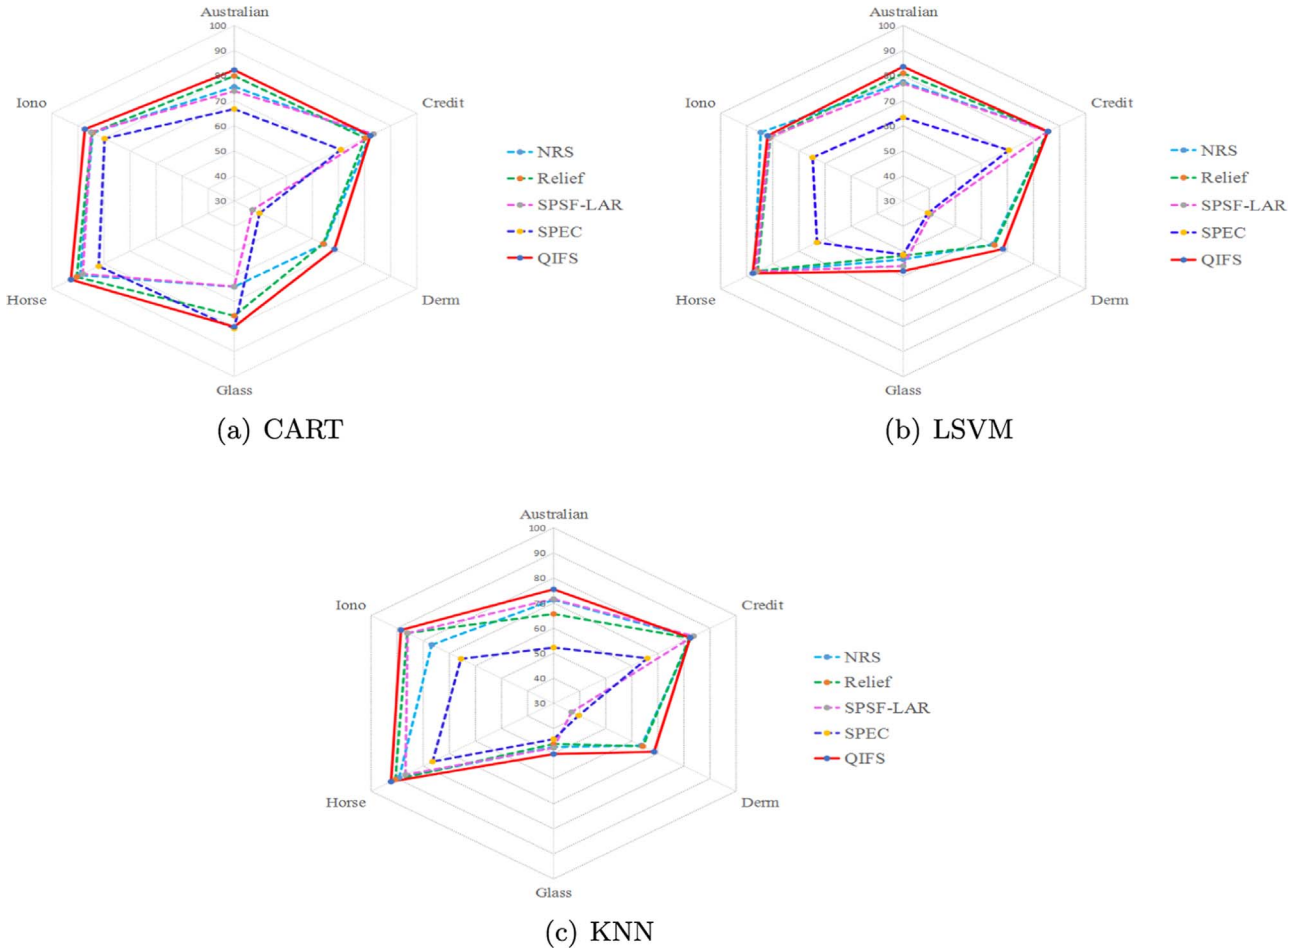 Australian
100
90
80
70
60
50
40
30
Iono
Credit
Horse
Derm
Glass
NRS
Relief
SPSF-LAR
SPEC
QIFS
(a) CART
Australian
100
90
80
70
60
50
40
30
Iono
Credit
Horse
Derm
Glass
NRS
Relief
SPSF-LAR
SPEC
QIFS
(b) LSVM
Australian
100
90
80
70
60
50
40
30
Iono
Credit
Horse
Derm
Glass
NRS
Relief
SPSF-LAR
SPEC
QIFS
(c) KNN